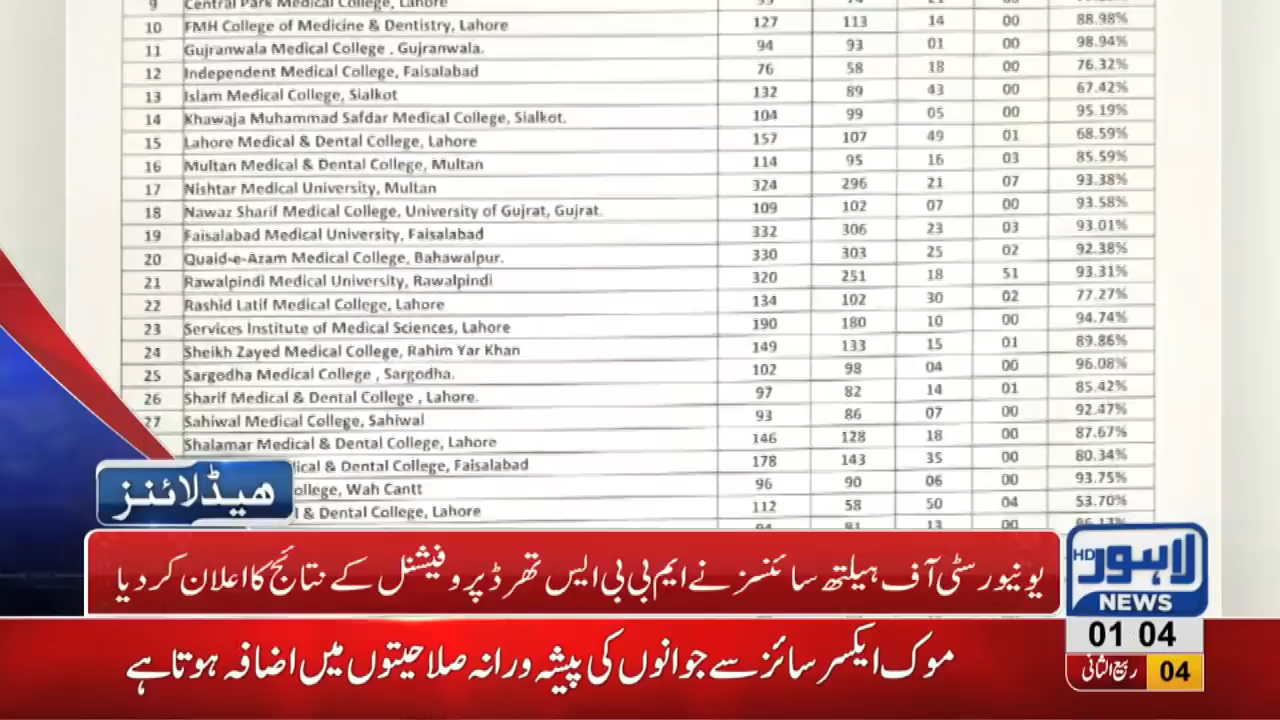 9 Central Park Medical College, Lahore
10 FMH College of Medicine & Dentistry, Lahore 127 113 14 00 88.98%
11 Gujranwala Medical College , Gujranwala. 94 93 01 00 98.94%
12 Independent Medical College, Faisalabad 76 58 18 00 76.32%
13 Islam Medical College, Sialkot 132 89 43 00 67.42%
14 Khawaja Muhammad Safdar Medical College, Sialkot. 104 99 05 00 95.19%
15 Lahore Medical & Dental College, Lahore 157 107 49 01 68.59%
16 Multan Medical & Dental College, Multan 114 95 16 03 85.59%
17 Nishtar Medical University, Multan 324 296 21 07 93.38%
18 Nawaz Sharif Medical College, University of Gujrat, Gujrat. 109 102 07 00 93.58%
19 Faisalabad Medical University, Faisalabad 332 306 23 03 93.01%
20 Quaid-e-Azam Medical College, Bahawalpur. 330 303 25 02 92.38%
21 Rawalpindi Medical University, Rawalpindi 320 251 18 51 93.31%
22 Rashid Latif Medical College, Lahore 134 102 30 02 77.27%
23 Services Institute of Medical Sciences, Lahore 190 180 10 00 94.74%
24 Sheikh Zayed Medical College, Rahim Yar Khan 149 133 15 01 89.86%
25 Sargodha Medical College , Sargodha. 102 98 04 00 96.08%
26 Sharif Medical & Dental College , Lahore. 97 82 14 01 85.42%
27 Sahiwal Medical College, Sahiwal 93 86 07 00 92.47%
Shalamar Medical & Dental College, Lahore 146 128 18 00 87.67%
ical & Dental College, Faisalabad 178 143 35 00 80.34%
ollege, Wah Cantt 96 90 06 00 93.75%
l & Dental College, Lahore 112 58 50 04 53.70%
ہیڈلائنز
یونیورسٹی آف ہیلتھ سائنسز نے ایم بی بی ایس تھرڈ پروفیشنل کے نتائج کا اعلان کر دیا
موک ایکسرسائز سے جوانوں کی پیشہ ورانہ صلاحیتوں میں اضافہ ہوتا ہے
HD لاہور
NEWS
01 04
ربیع الثانی 04